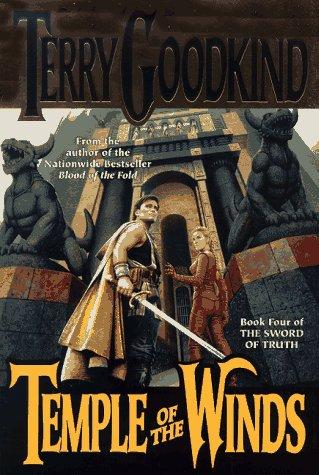 TERRY GOODKIND
From the
author of the
Nationwide Bestseller
Blood of the Fold
Book Four of
THE SWORD
OF TRUTH
TEMPLE OF THE WINDS